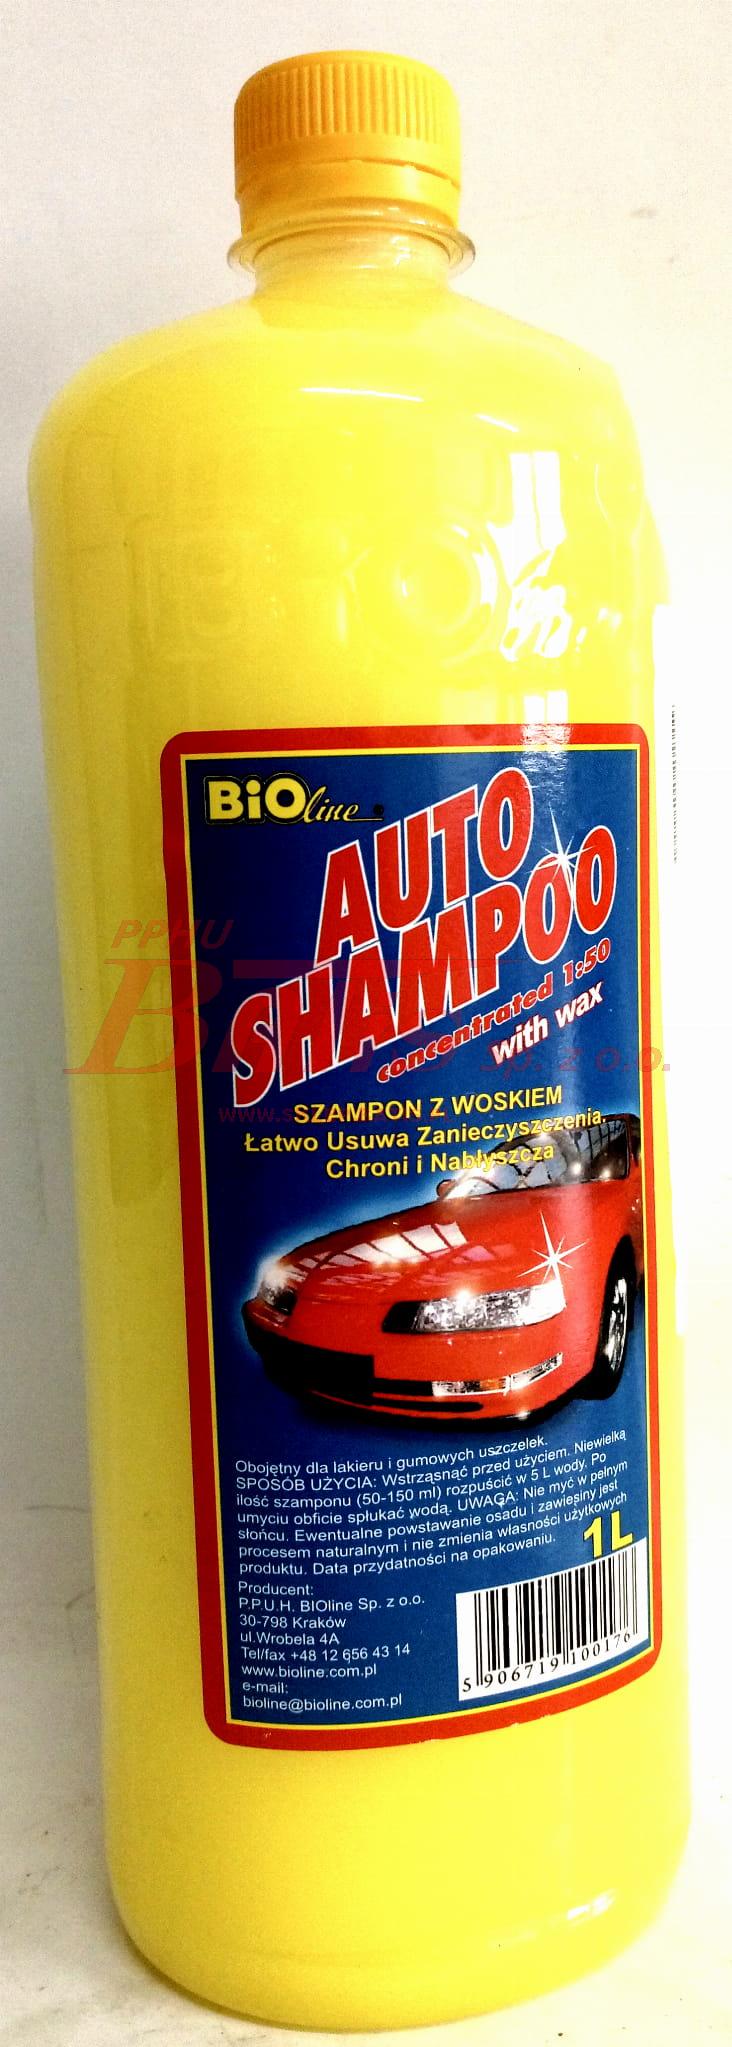 BiOline®
AUTO
SHAMPOO
concentrated 1:50
with wax
PPHU
Sp. z o.o.
SZAMPON Z WOSKIEM
Łatwo Usuwa Zanieczyszczenia,
Chroni i Nabłyszcza
Obojętny dla lakieru i gumowych uszczelek.
SPOSÓB UŻYCIA: Wstrząsnąć przed użyciem. Niewielką
ilość szamponu (50-150 ml) rozpuścić w 5 L wody. Po
umyciu obficie spłukać wodą. UWAGA: Nie myć w pełnym
słońcu. Ewentualne powstawanie osadu i zawiesiny jest
procesem naturalnym i nie zmienia własności użytkowych
produktu. Data przydatności na opakowaniu.
1L
Producent:
P.P.U.H. BIOline Sp. z o.o.
30-798 Kraków
ul.Wrobela 4A
Tel/fax +48 12 656 43 14
www.bioline.com.pl
e-mail:
bioline@bioline.com.pl
5 906719 100176